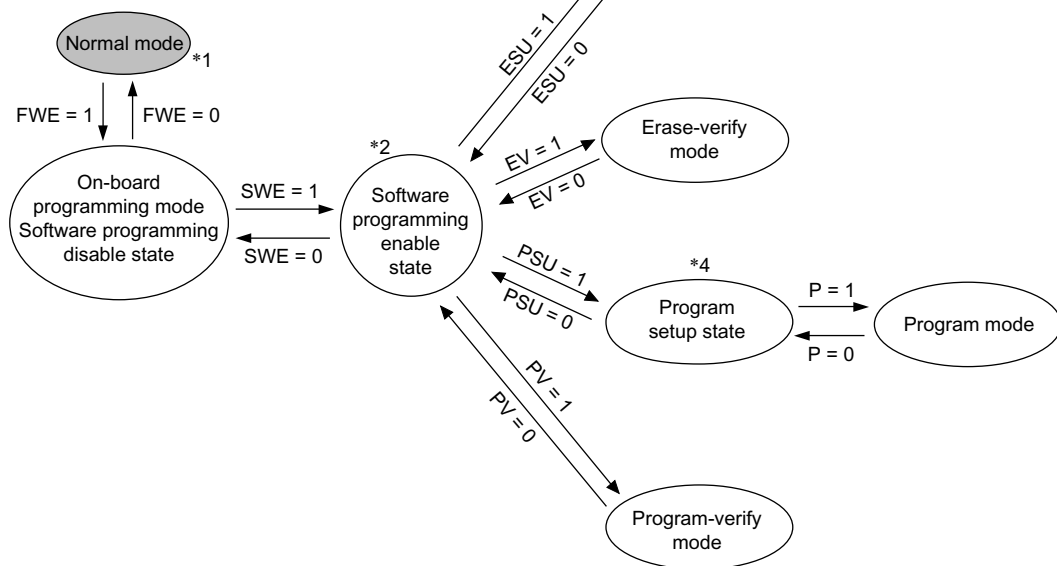 Normal mode
*1
FWE = 1
FWE = 0
On-board
programming mode
Software programming
disable state
SWE = 1
SWE = 0
*2
Software
programming
enable
state
ESU = 1
ESU = 0
EV = 1
EV = 0
Erase-verify
mode
PSU = 1
PSU = 0
*4
Program
setup state
P = 1
P = 0
Program mode
PV = 1
PV = 0
Program-verify
mode